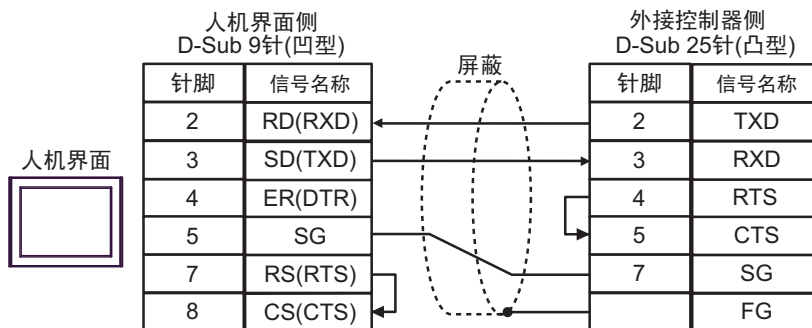 人机界面侧
D-Sub 9针(凹型)
外接控制器侧
D-Sub 25针(凸型)
屏蔽
人机界面
针脚 信号名称
2 RD(RXD)
3 SD(TXD)
4 ER(DTR)
5 SG
7 RS(RTS)
8 CS(CTS)
针脚 信号名称
2 TXD
3 RXD
4 RTS
5 CTS
7 SG
FG